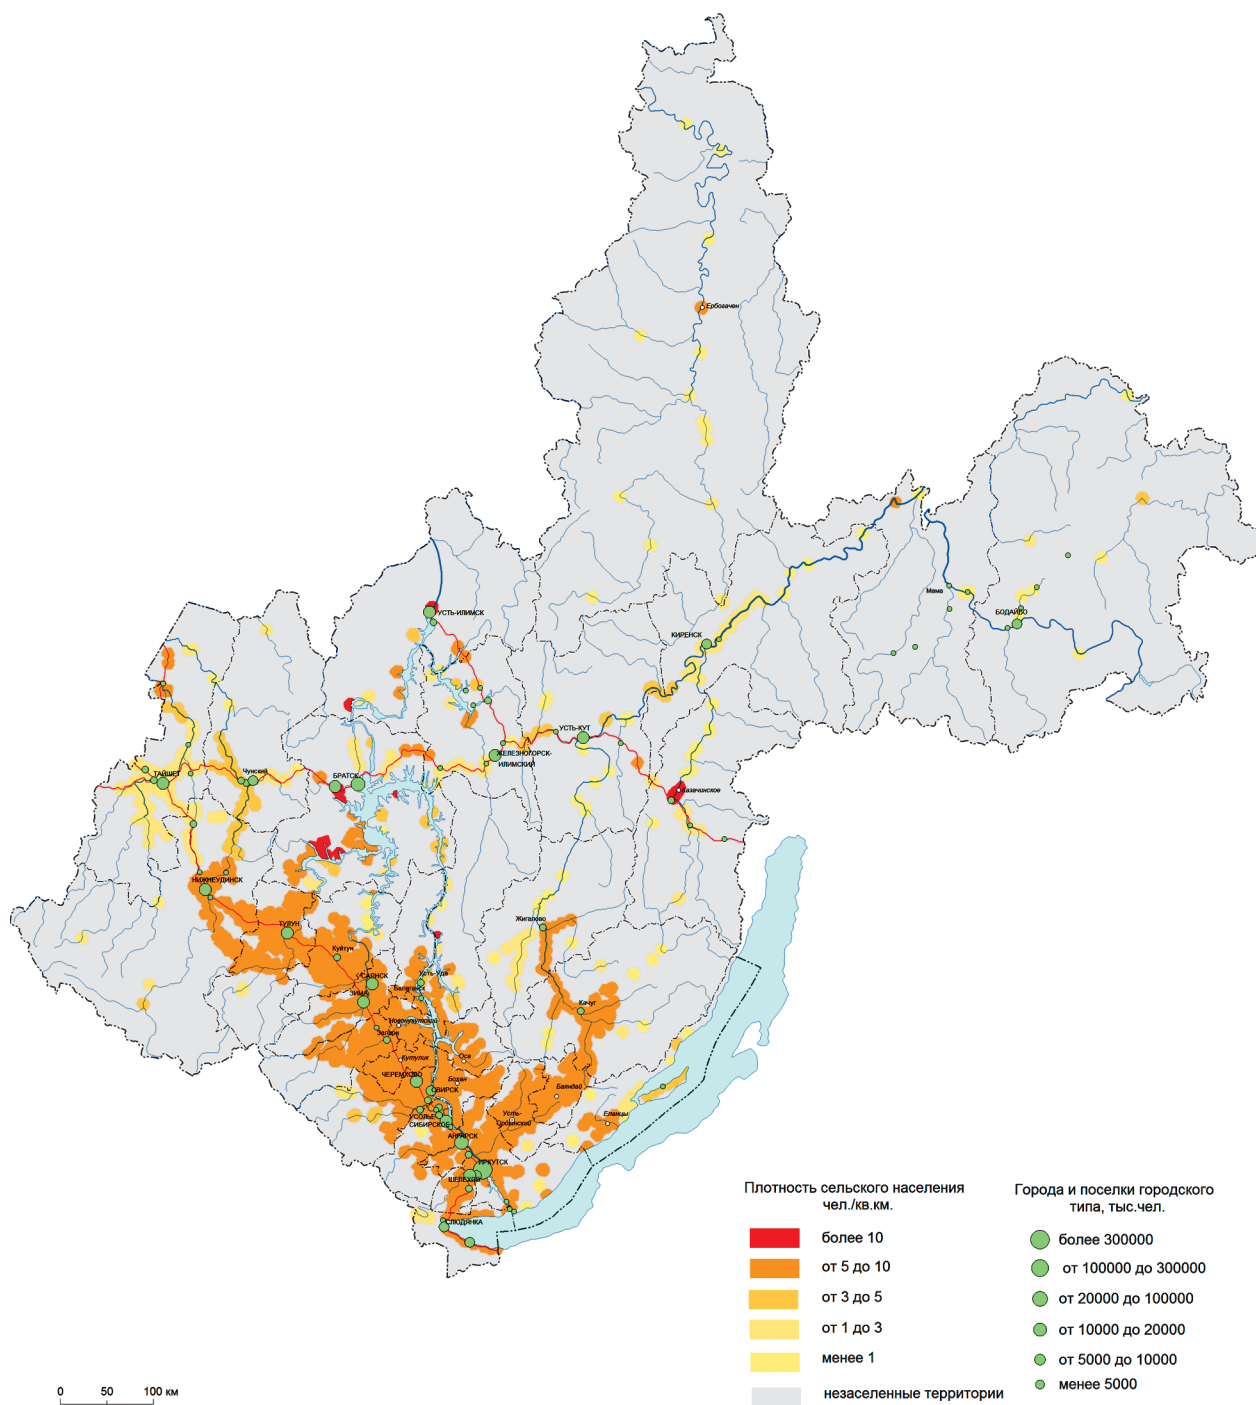 Ербогачен
Мама
БОДАЙБО
УСТЬ-ИЛИМСК
КИРЕНСК
УСТЬ-КУТ
ЖЕЛЕЗНОГОРСК-
ИЛИМСКИЙ
ТАЙШЕТ
Чунский
БРАТСК
Казачинское
НИЖНЕУДИНСК
ТУЛУН
Жигалово
Куйтун
САЯНСК
ЗИМА
Усть-Уда
Балаганск
Качуг
Новонукутский
Залари
Кутулик
Оса
ЧЕРЕМХОВО
Бохан
СВИРСК
Баяндай
УСОЛЬЕ-
СИБИРСКОЕ
Усть-
Ордынский
Еланцы
АНГАРСК
ИРКУТСК
ШЕЛЕХОВ
СЛЮДЯНКА
Плотность сельского населения
чел./кв.км.
более 10
от 5 до 10
от 3 до 5
от 1 до 3
менее 1
незаселенные территории
Города и поселки городского
типа, тыс.чел.
более 300000
от 100000 до 300000
от 20000 до 100000
от 10000 до 20000
от 5000 до 10000
менее 5000
0 50 100 км